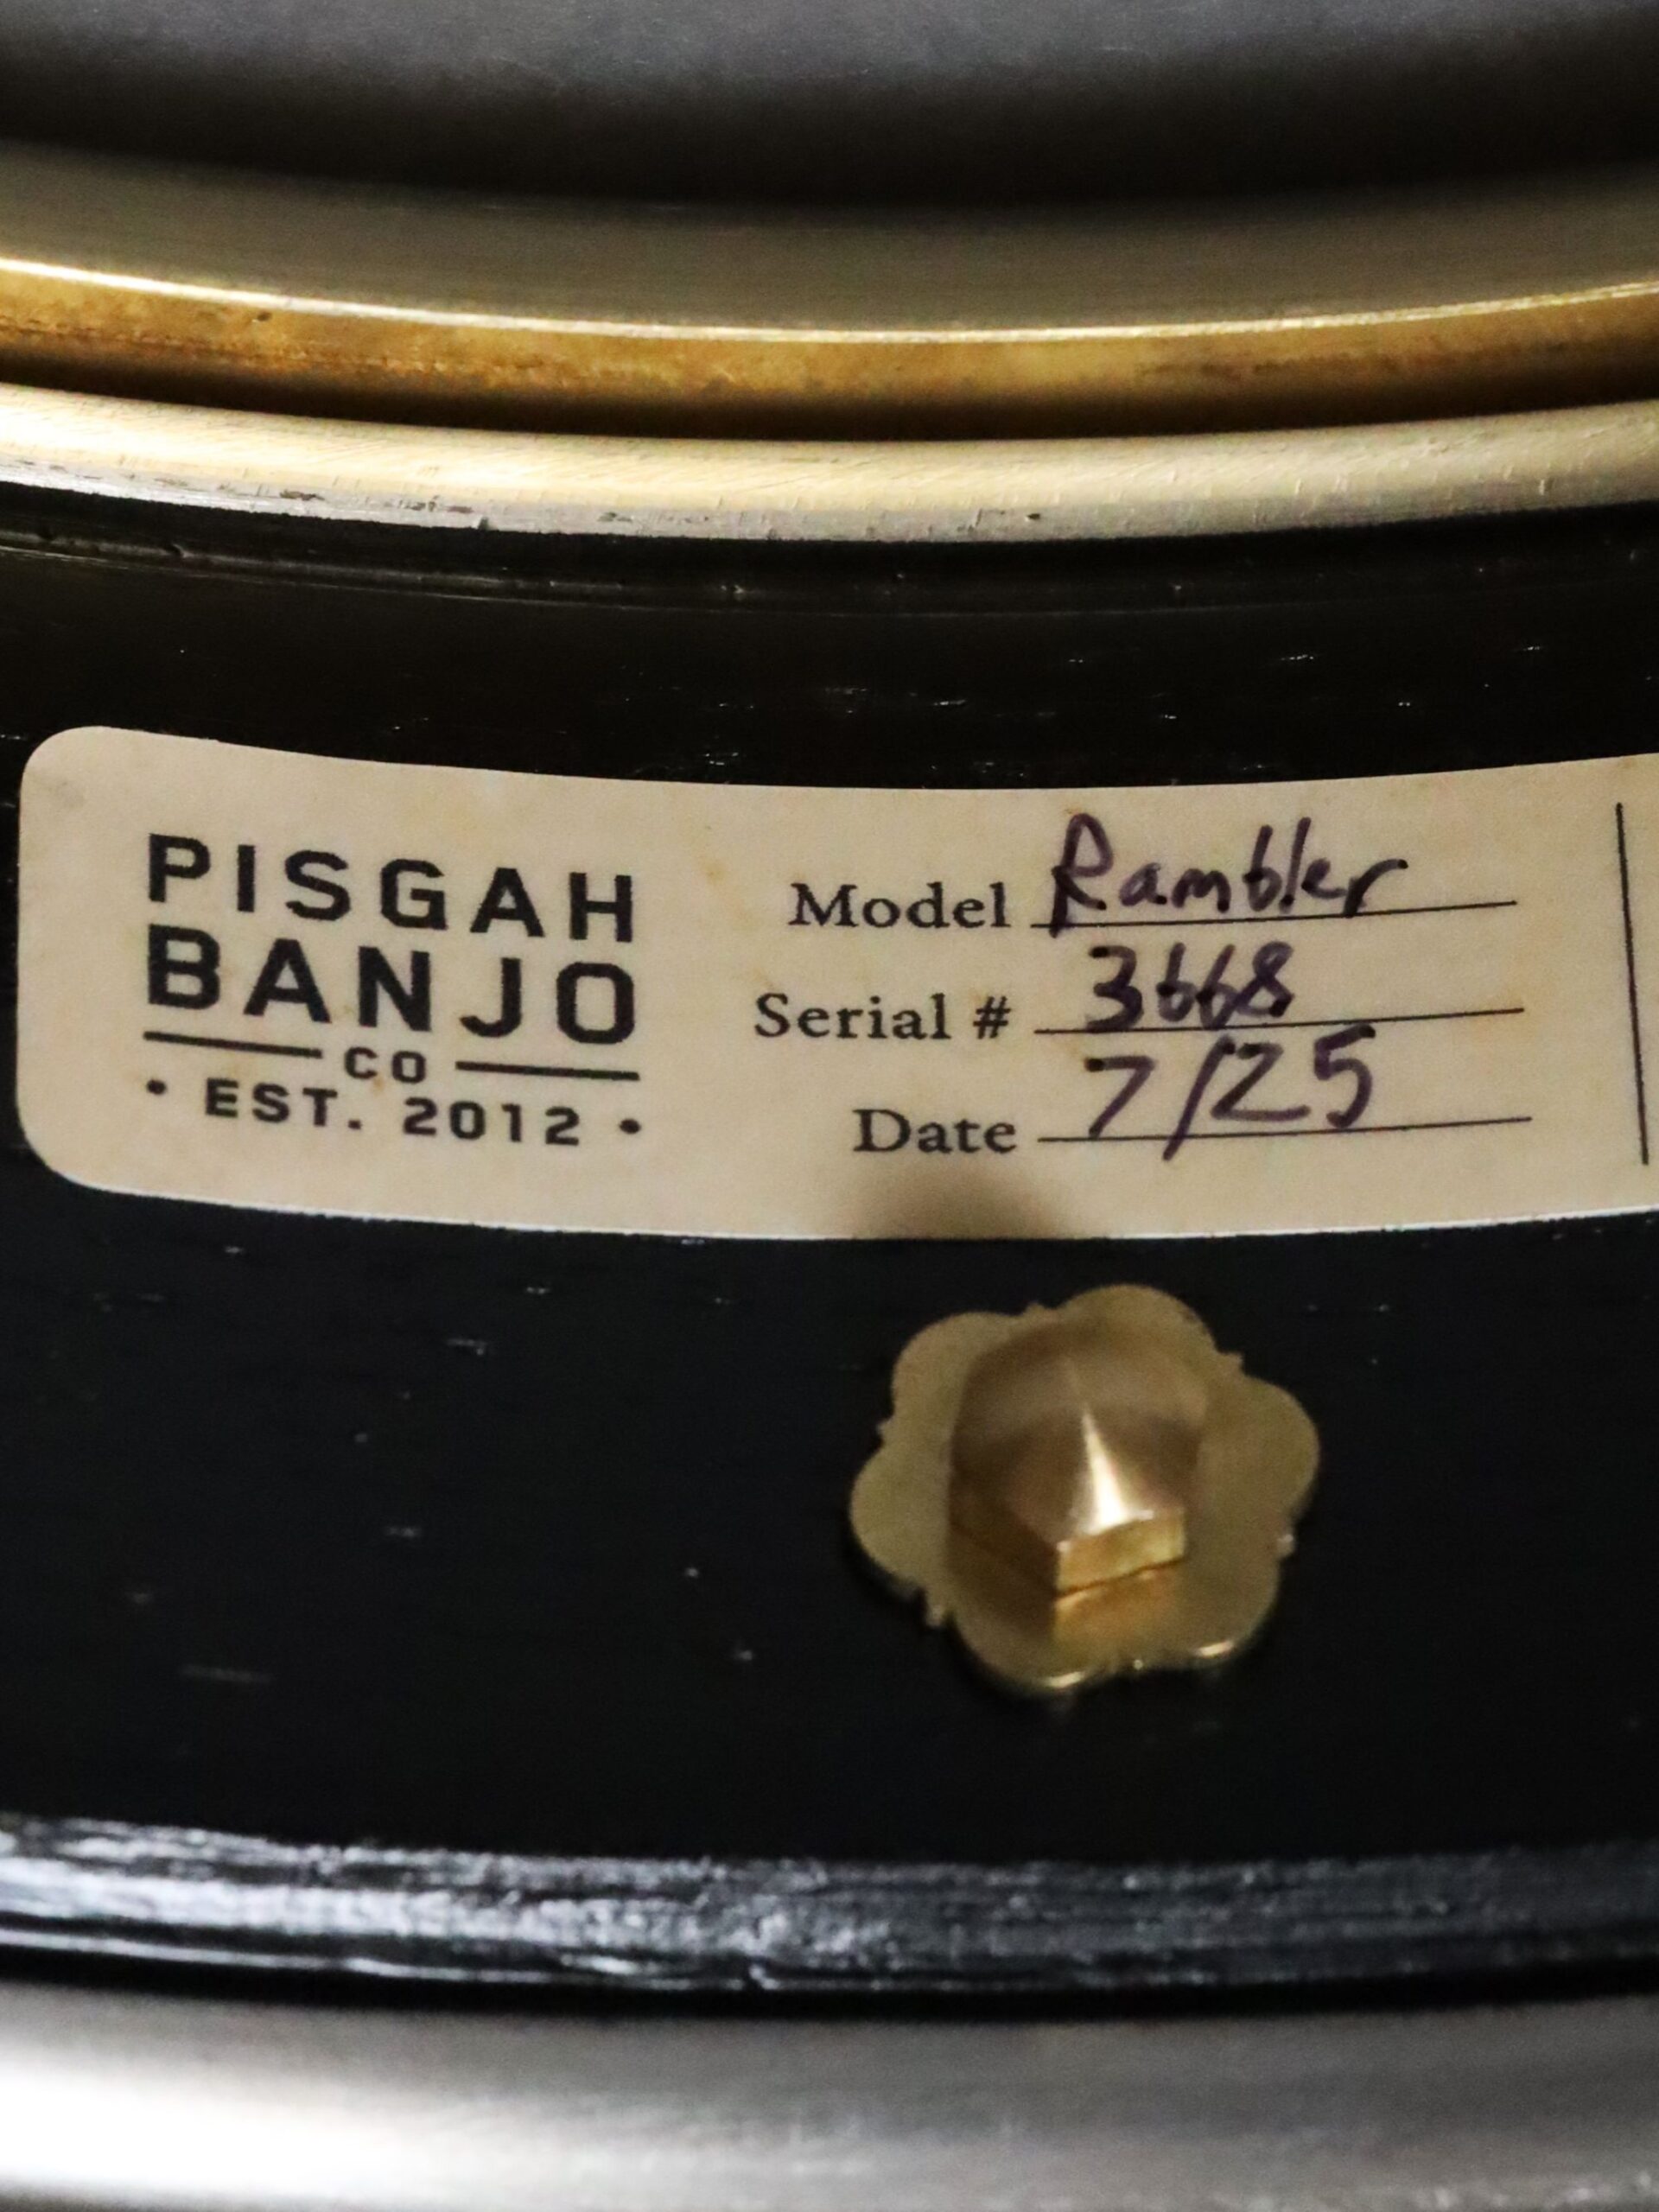 PISGAH
BANJO
CO
• EST. 2012 •
Model Rambler
Serial # 3668
Date 7/25